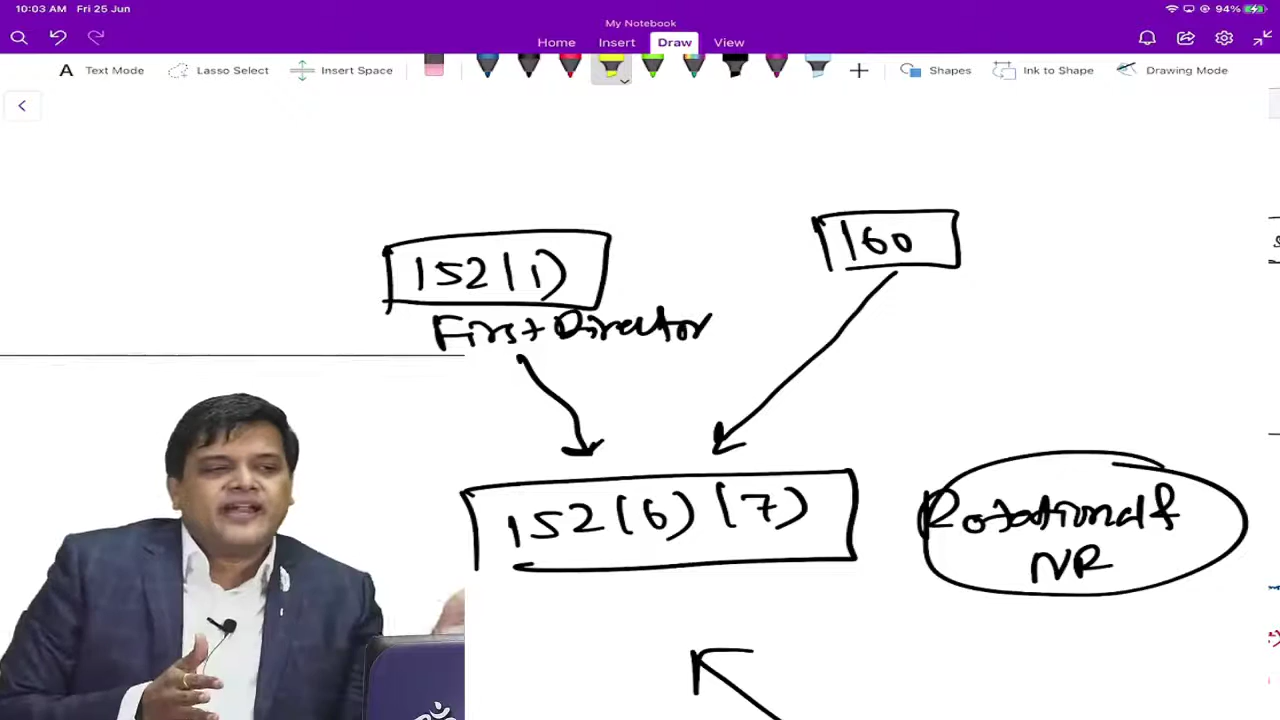 10:03 AM Fri 25 Jun
94%
My Notebook
Home Insert Draw View
A Text Mode Lasso Select Insert Space Shapes Ink to Shape Drawing Mode
160
152(1)
First Director
152(6)(7)
Rotational &
NR